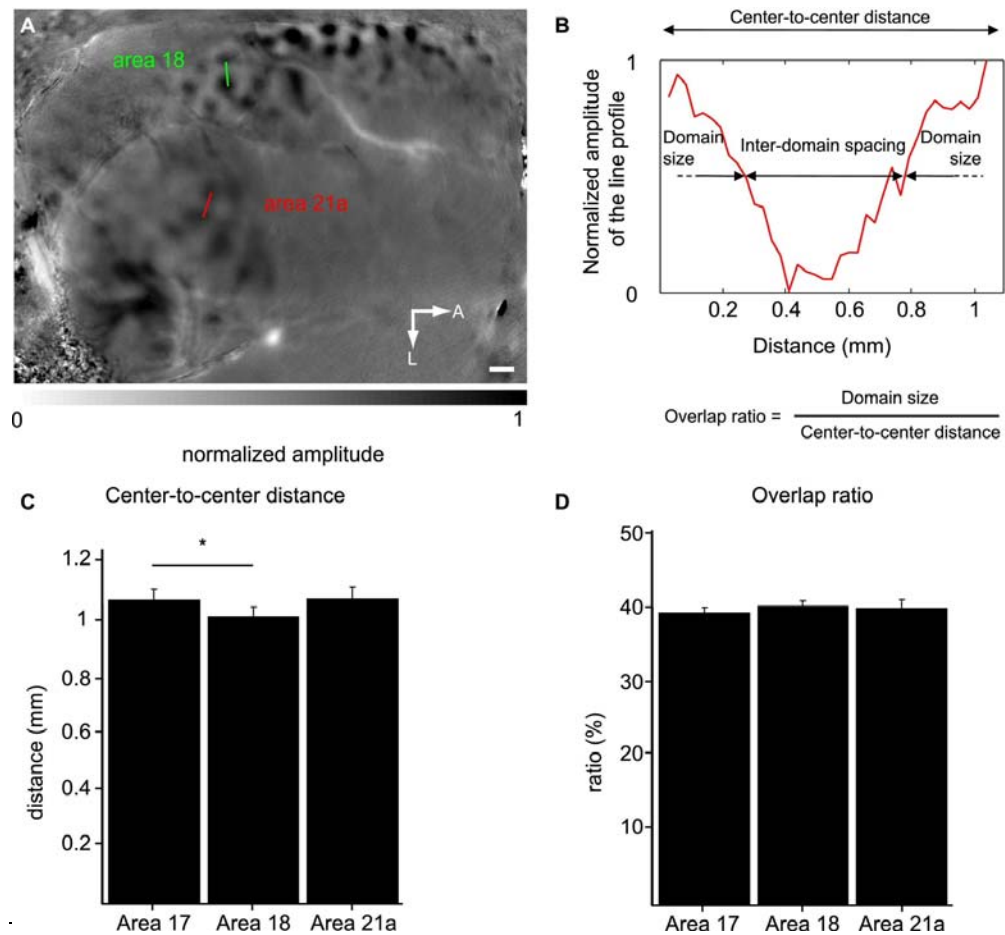 A
area 18
area 21a
A
L
0
1
normalized amplitude
B
Center-to-center distance
1
Domain
size
Inter-domain spacing
Domain
size
Normalized amplitude
of the line profile
0
0.2
0.4
0.6
0.8
1
Distance (mm)
Overlap ratio =
Domain size
Center-to-center distance
C
Center-to-center distance
*
1.2
1
0.8
0.6
0.4
0.2
distance (mm)
Area 17
Area 18
Area 21a
D
Overlap ratio
50
40
30
20
10
ratio (%)
Area 17
Area 18
Area 21a